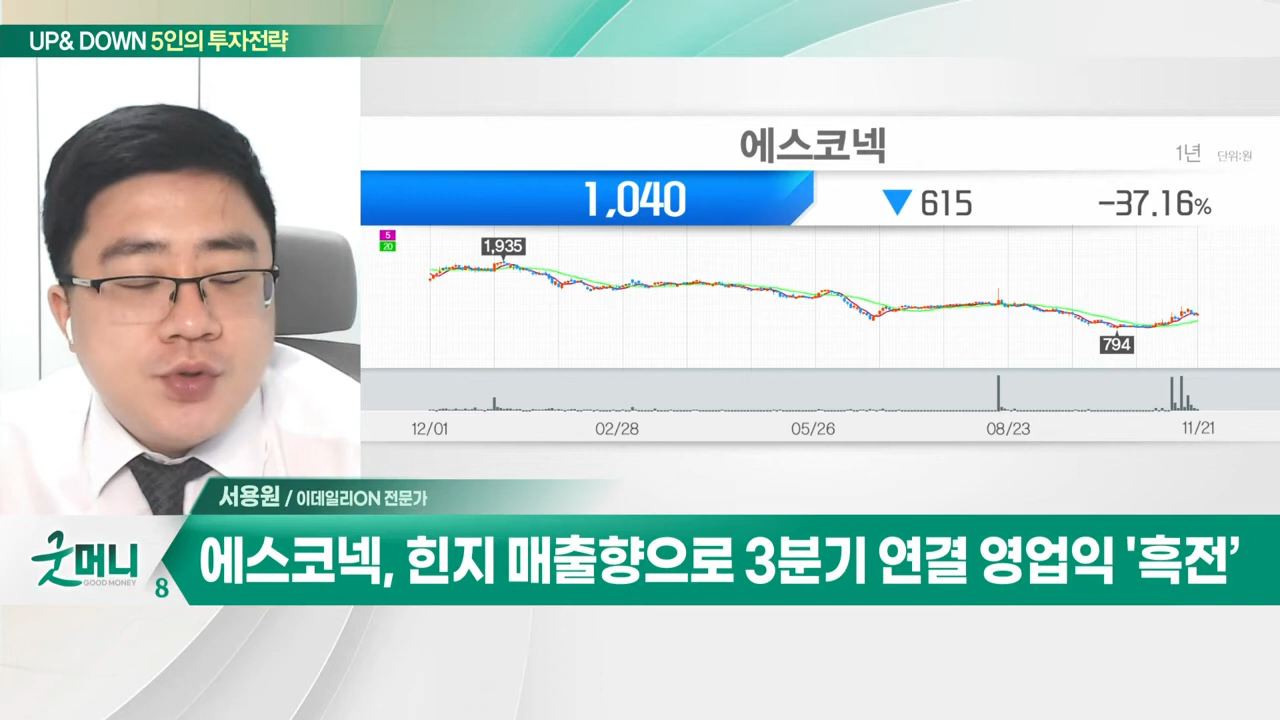 UP& DOWN 5인의 투자전략
에스코넥
1년 단위:원
1,040 ▼ 615 -37.16%
5
20
1,935
794
12/01 02/28 05/26 08/23 11/21
서용원 / 이데일리ON 전문가
굿머니
GOOD MONEY
8
에스코넥, 힌지 매출향으로 3분기 연결 영업익 '흑전’